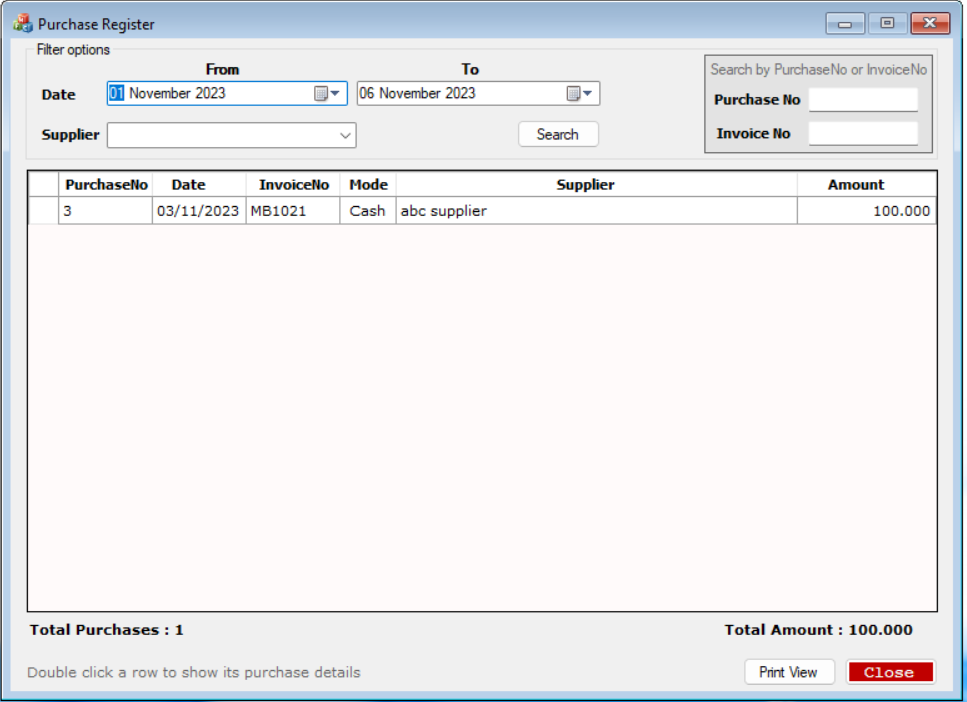 Purchase Register
Filter options
From To
Date 01 November 2023 06 November 2023
Supplier Search
Search by PurchaseNo or InvoiceNo
Purchase No
Invoice No
PurchaseNo Date InvoiceNo Mode Supplier Amount
3 03/11/2023 MB1021 Cash abc supplier 100.000
Total Purchases : 1 Total Amount : 100.000
Double click a row to show its purchase details Print View Close